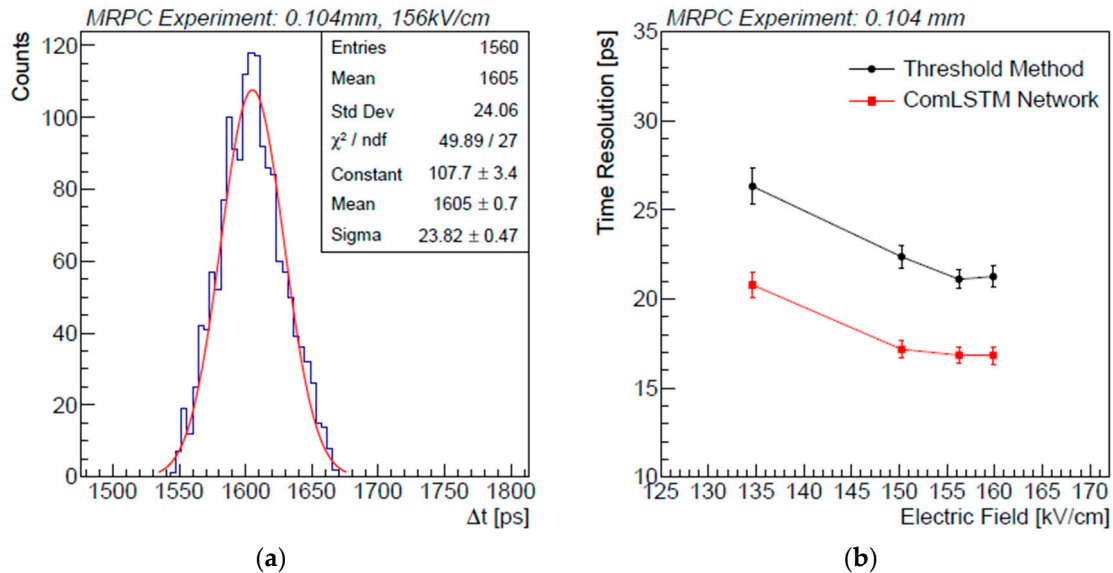 MRPC Experiment: 0.104mm, 156kV/cm
Counts
120
100
80
60
40
20
0
Entries 1560
Mean 1605
Std Dev 24.06
χ² / ndf 49.89 / 27
Constant 107.7 ± 3.4
Mean 1605 ± 0.7
Sigma 23.82 ± 0.47
1500 1550 1600 1650 1700 1750 1800
Δt [ps]
(a)
MRPC Experiment: 0.104 mm
Time Resolution [ps]
35
30
25
20
15
10
Threshold Method
ComLSTM Network
125 130 135 140 145 150 155 160 165 170
Electric Field [kV/cm]
(b)